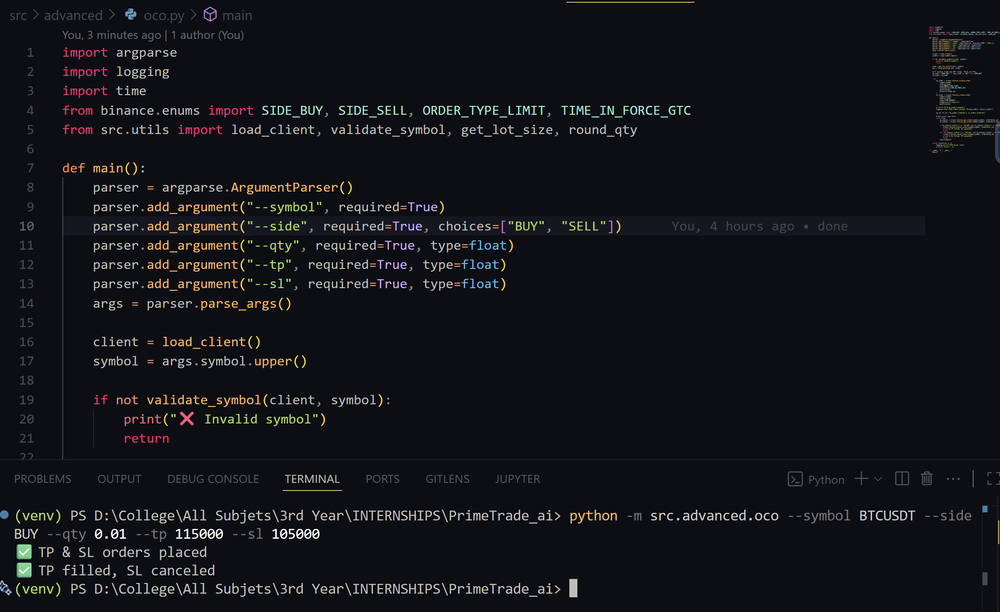 src > advanced > oco.py > main
You, 3 minutes ago | 1 author (You)
1 import argparse
2 import logging
3 import time
4 from binance.enums import SIDE_BUY, SIDE_SELL, ORDER_TYPE_LIMIT, TIME_IN_FORCE_GTC
5 from src.utils import load_client, validate_symbol, get_lot_size, round_qty
6
7 def main():
8     parser = argparse.ArgumentParser()
9     parser.add_argument("--symbol", required=True)
10     parser.add_argument("--side", required=True, choices=["BUY", "SELL"])      You, 4 hours ago • done
11     parser.add_argument("--qty", required=True, type=float)
12     parser.add_argument("--tp", required=True, type=float)
13     parser.add_argument("--sl", required=True, type=float)
14     args = parser.parse_args()
15
16     client = load_client()
17     symbol = args.symbol.upper()
18
19     if not validate_symbol(client, symbol):
20         print("❌ Invalid symbol")
21         return
22
PROBLEMS OUTPUT DEBUG CONSOLE TERMINAL PORTS GITLENS JUPYTER Python
(venv) PS D:\College\All Subjets\3rd Year\INTERNSHIPS\PrimeTrade_ai> python -m src.advanced.oco --symbol BTCUSDT --side
BUY --qty 0.01 --tp 115000 --sl 105000
✅ TP & SL orders placed
✅ TP filled, SL canceled
(venv) PS D:\College\All Subjets\3rd Year\INTERNSHIPS\PrimeTrade_ai>